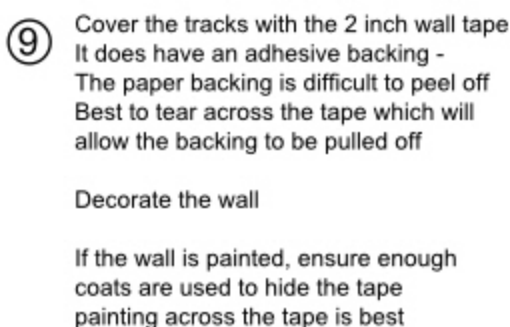 9
Cover the tracks with the 2 inch wall tape
It does have an adhesive backing -
The paper backing is difficult to peel off
Best to tear across the tape which will
allow the backing to be pulled off
Decorate the wall
If the wall is painted, ensure enough
coats are used to hide the tape
painting across the tape is best